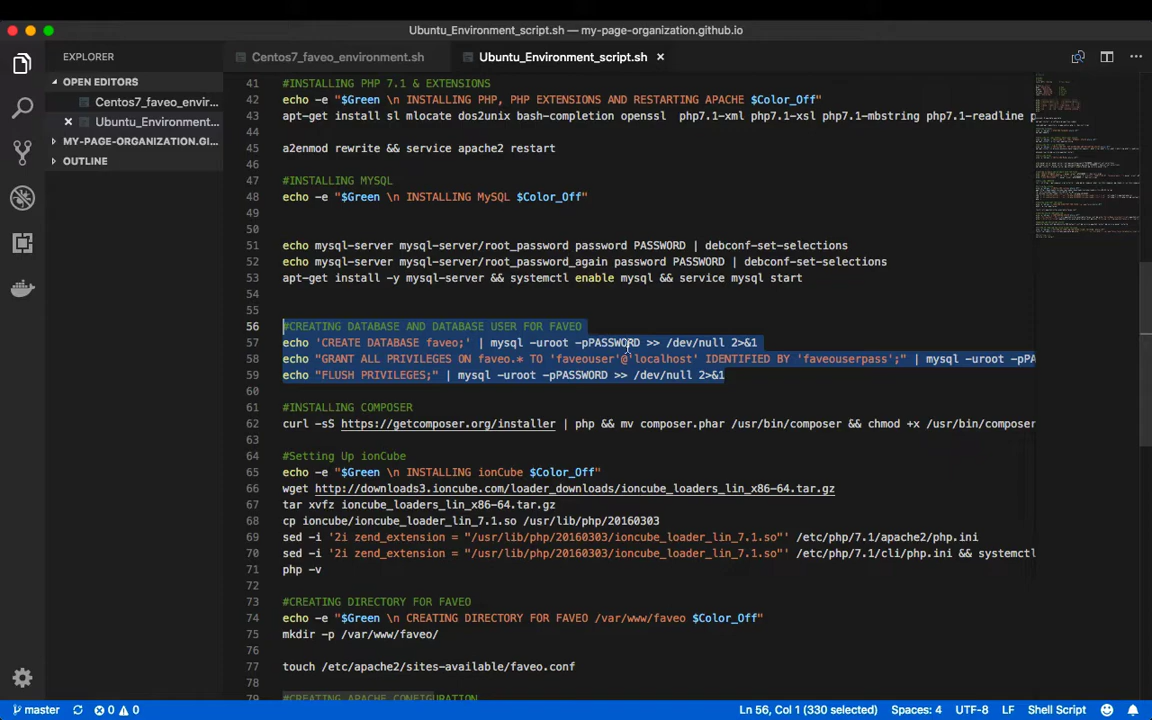 Ubuntu_Environment_script.sh — my-page-organization.github.io
EXPLORER
Centos7_faveo_environment.sh
Ubuntu_Environment_script.sh ×
OPEN EDITORS
Centos7_faveo_envir...
× Ubuntu_Environment...
MY-PAGE-ORGANIZATION.GI...
OUTLINE
41 #INSTALLING PHP 7.1 & EXTENSIONS
42 echo -e "$Green \n INSTALLING PHP, PHP EXTENSIONS AND RESTARTING APACHE $Color_Off"
43 apt-get install sl mlocate dos2unix bash-completion openssl  php7.1-xml php7.1-xsl php7.1-mbstring php7.1-readline p
44
45 a2enmod rewrite && service apache2 restart
46
47 #INSTALLING MYSQL
48 echo -e "$Green \n INSTALLING MySQL $Color_Off"
49
50
51 echo mysql-server mysql-server/root_password password PASSWORD | debconf-set-selections
52 echo mysql-server mysql-server/root_password_again password PASSWORD | debconf-set-selections
53 apt-get install -y mysql-server && systemctl enable mysql && service mysql start
54
55
56 #CREATING DATABASE AND DATABASE USER FOR FAVEO
57 echo 'CREATE DATABASE faveo;' | mysql -uroot -pPASSWORD >> /dev/null 2>&1
58 echo "GRANT ALL PRIVILEGES ON faveo.* TO 'faveouser'@'localhost' IDENTIFIED BY 'faveouserpass';" | mysql -uroot -pPA
59 echo "FLUSH PRIVILEGES;" | mysql -uroot -pPASSWORD >> /dev/null 2>&1
60
61 #INSTALLING COMPOSER
62 curl -sS https://getcomposer.org/installer | php && mv composer.phar /usr/bin/composer && chmod +x /usr/bin/composer
63
64 #Setting Up ionCube
65 echo -e "$Green \n INSTALLING ionCube $Color_Off"
66 wget http://downloads3.ioncube.com/loader_downloads/ioncube_loaders_lin_x86-64.tar.gz
67 tar xvfz ioncube_loaders_lin_x86-64.tar.gz
68 cp ioncube/ioncube_loader_lin_7.1.so /usr/lib/php/20160303
69 sed -i '2i zend_extension = "/usr/lib/php/20160303/ioncube_loader_lin_7.1.so"' /etc/php/7.1/apache2/php.ini
70 sed -i '2i zend_extension = "/usr/lib/php/20160303/ioncube_loader_lin_7.1.so"' /etc/php/7.1/cli/php.ini && systemctl
71 php -v
72
73 #CREATING DIRECTORY FOR FAVEO
74 echo -e "$Green \n CREATING DIRECTORY FOR FAVEO /var/www/faveo $Color_Off"
75 mkdir -p /var/www/faveo/
76
77 touch /etc/apache2/sites-available/faveo.conf
78
79 #CREATING APACHE CONFIGURATION
master 0 0 Ln 56, Col 1 (330 selected) Spaces: 4 UTF-8 LF Shell Script